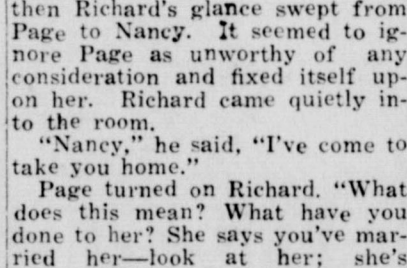 then Richard's glance swept from
Page to Nancy. It seemed to ig-
nore Page as unworthy of any
consideration and fixed itself up-
on her. Richard came quietly in-
to the room.
"Nancy," he said, "I've come to
take you home."
Page turned on Richard. "What
does this mean? What have you
done to her? She says you've mar-
ried her—look at her; she's